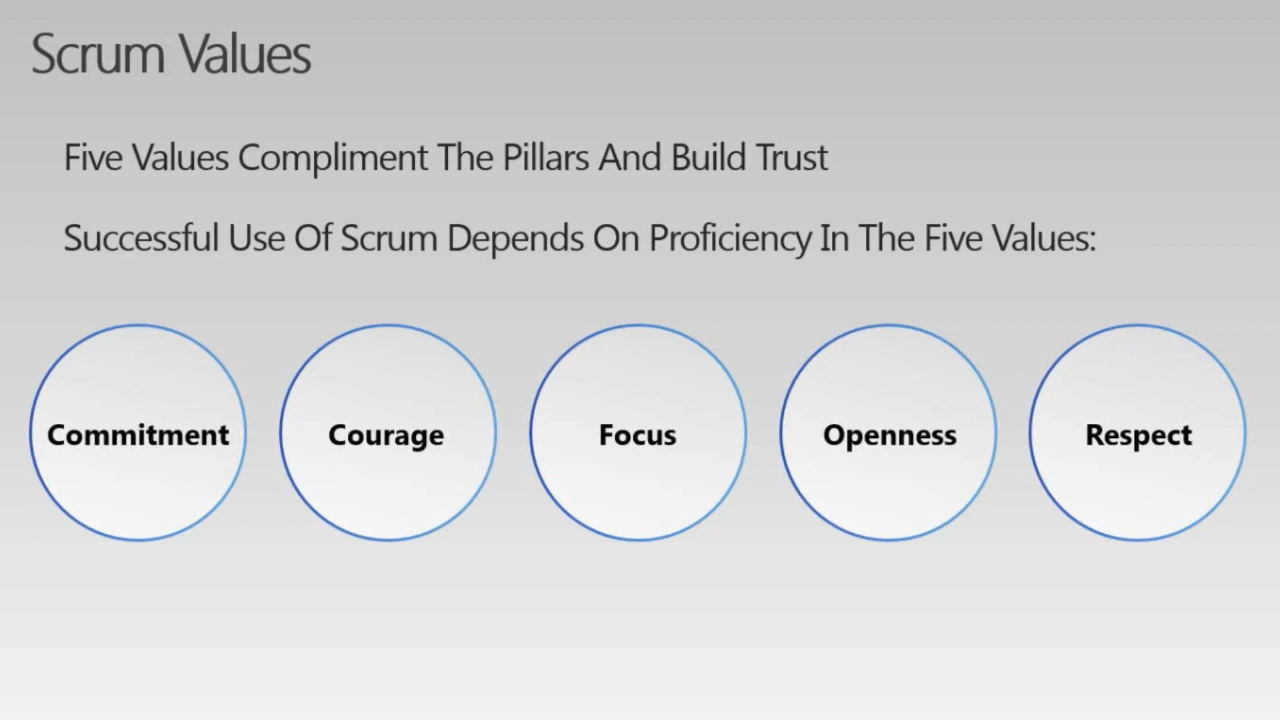 Scrum Values
Five Values Compliment The Pillars And Build Trust
Successful Use Of Scrum Depends On Proficiency In The Five Values:
Commitment
Courage
Focus
Openness
Respect